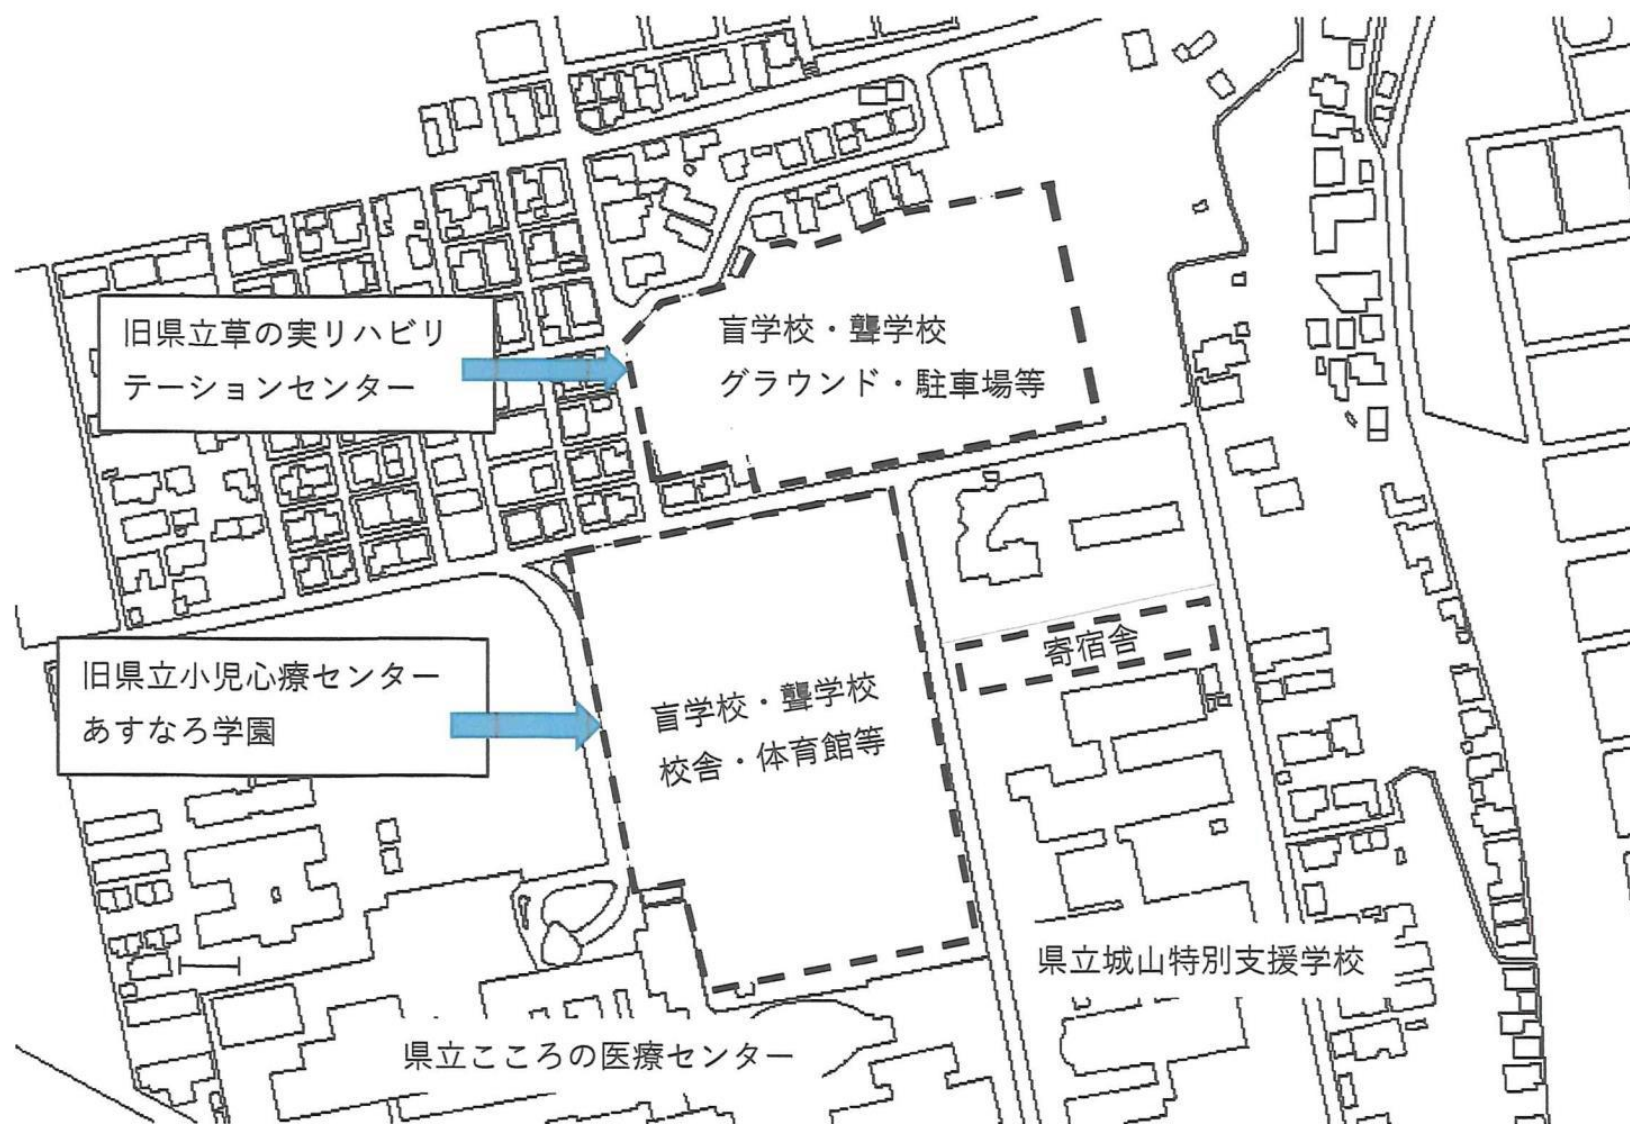 旧県立草の実リハビリ
テーションセンター
盲学校・聾学校
グラウンド・駐車場等
寄宿舎
旧県立小児心療センター
あすなろ学園
盲学校・聾学校
校舎・体育館等
県立城山特別支援学校
県立こころの医療センター